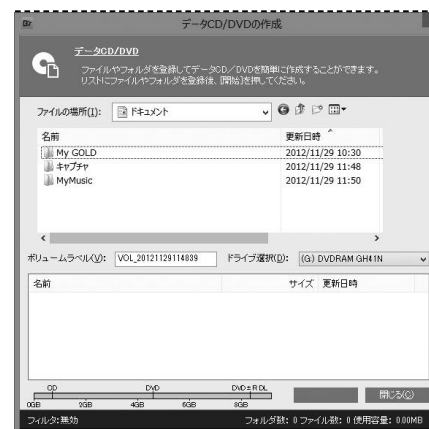 データCD/DVDの作成
データCD/DVD
ファイルやフォルダを登録してデータCD／DVDを簡単に作成することができます。
リストにファイルやフォルダを登録後、[開始]を押してください。
ファイルの場所(I): ドキュメント
名前 更新日時
My GOLD 2012/11/29 10:30
キャプチャ 2012/11/29 11:48
MyMusic 2012/11/29 11:50
ボリュームラベル(V): VOL_20121129114839 ドライブ選択(D): (G:) DVDRAM GH41N
名前 サイズ 更新日時
CD DVD DVD±R DL
0GB 2GB 4GB 6GB 8GB
閉じる(C)
フィルタ:無効 フォルダ数: 0 ファイル数: 0 使用容量: 0.00MB